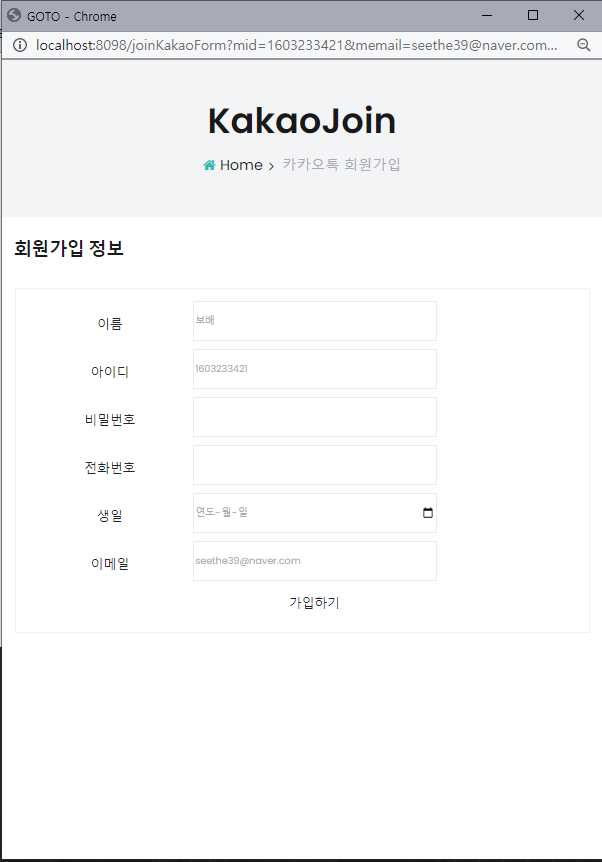 GOTO - Chrome
localhost:8098/joinKakaoForm?mid=1603233421&memail=seethe39@naver.com...
KakaoJoin
Home > 카카오톡 회원가입
회원가입 정보
이름 보배
아이디 1603233421
비밀번호
전화번호
생일 연도-월-일
이메일 seethe39@naver.com
가입하기